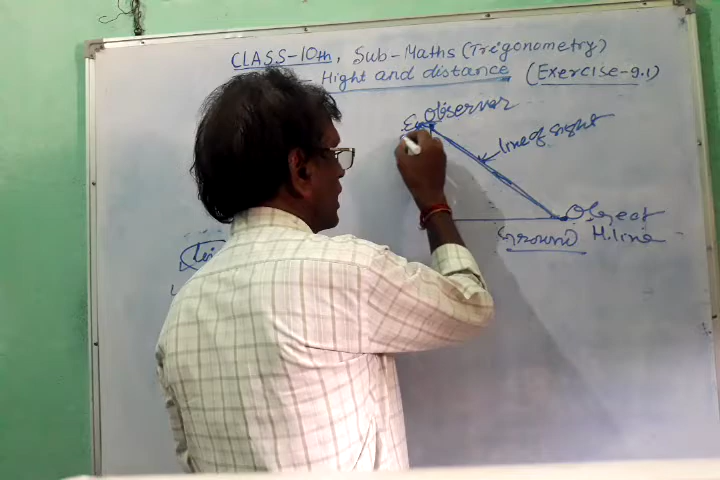 CLASS-10th, Sub-Maths (Trigonometry)
Hight and distance (Exercise-9.1)
Observer
line of sight
Object
Ground H.line